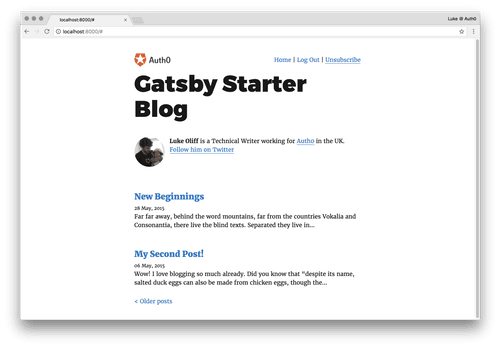 localhost:8000/#
Luke @ Auth0
localhost:8000/#
Auth0
Home | Log Out | Unsubscribe
Gatsby Starter
Blog
Luke Oliff is a Technical Writer working for Auth0 in the UK.
Follow him on Twitter
New Beginnings
28 May, 2015
Far far away, behind the word mountains, far from the countries Vokalia and
Consonantia, there live the blind texts. Separated they live in…
My Second Post!
06 May, 2015
Wow! I love blogging so much already. Did you know that “despite its name,
salted duck eggs can also be made from chicken eggs, though the…
< Older posts